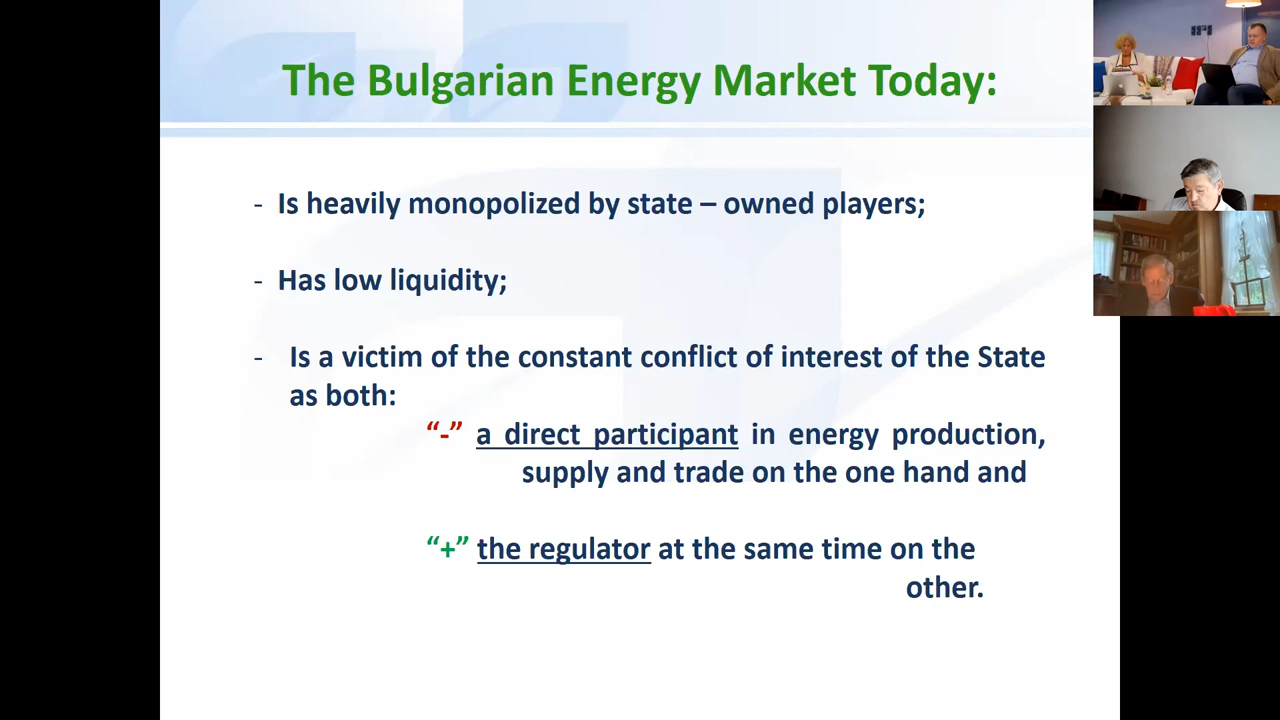 The Bulgarian Energy Market Today:
- Is heavily monopolized by state – owned players;
- Has low liquidity;
- Is a victim of the constant conflict of interest of the State
as both:
“-” a direct participant in energy production,
supply and trade on the one hand and
“+” the regulator at the same time on the
other.